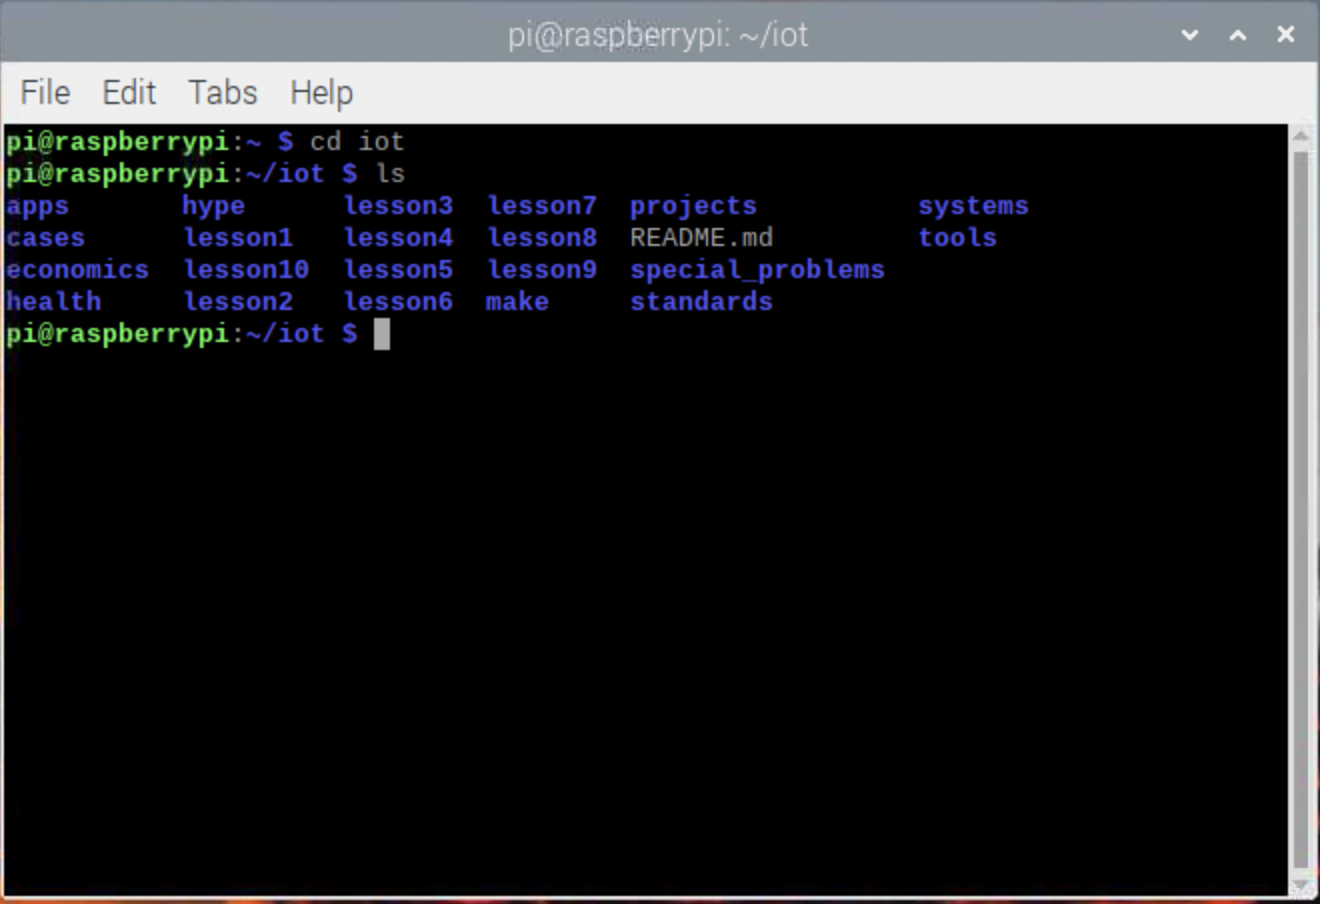 pi@raspberrypi: ~/iot
File Edit Tabs Help
pi@raspberrypi:~ $ cd iot
pi@raspberrypi:~/iot $ ls
apps hype lesson3 lesson7 projects systems
cases lesson1 lesson4 lesson8 README.md tools
economics lesson10 lesson5 lesson9 special_problems
health lesson2 lesson6 make standards
pi@raspberrypi:~/iot $